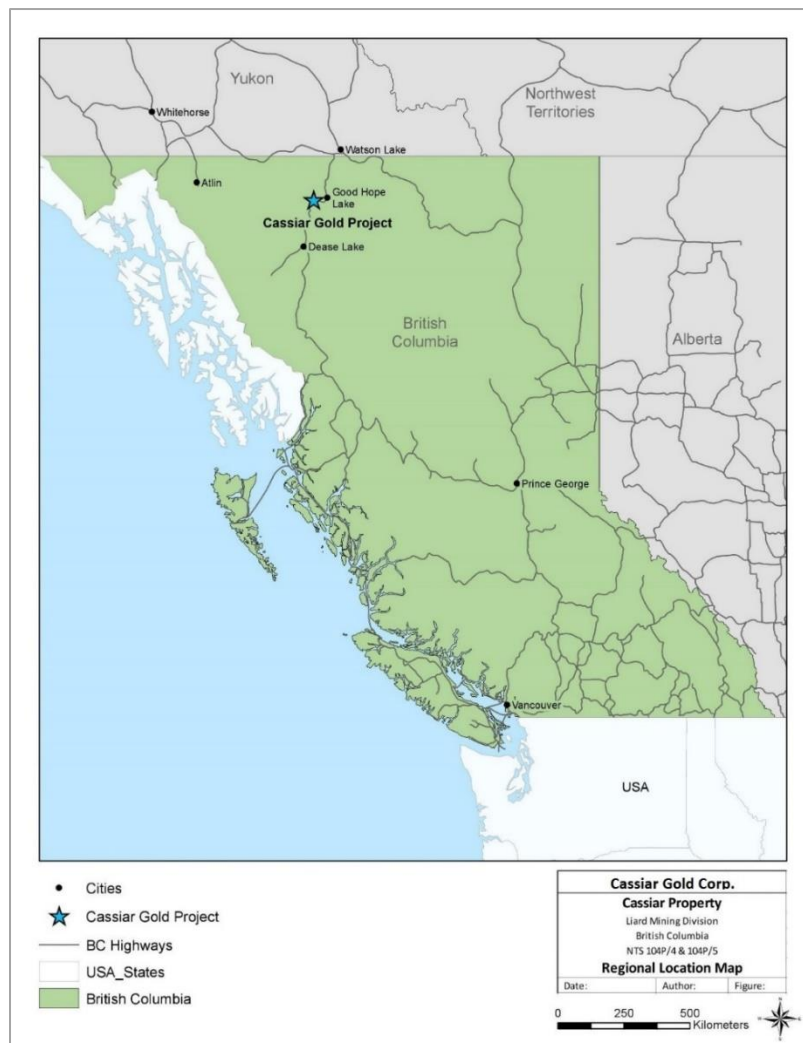 Yukon
Northwest
Territories
Whitehorse
Watson Lake
Atlin
Good Hope
Lake
Cassiar Gold Project
Dease Lake
British
Columbia
Alberta
Prince George
Vancouver
USA
Cities
Cassiar Gold Project
BC Highways
USA_States
British Columbia
Cassiar Gold Corp.
Cassiar Property
Liard Mining Division
British Columbia
NTS 104P/4 & 104P/5
Regional Location Map
Date: Author: Figure:
0 250 500
Kilometers